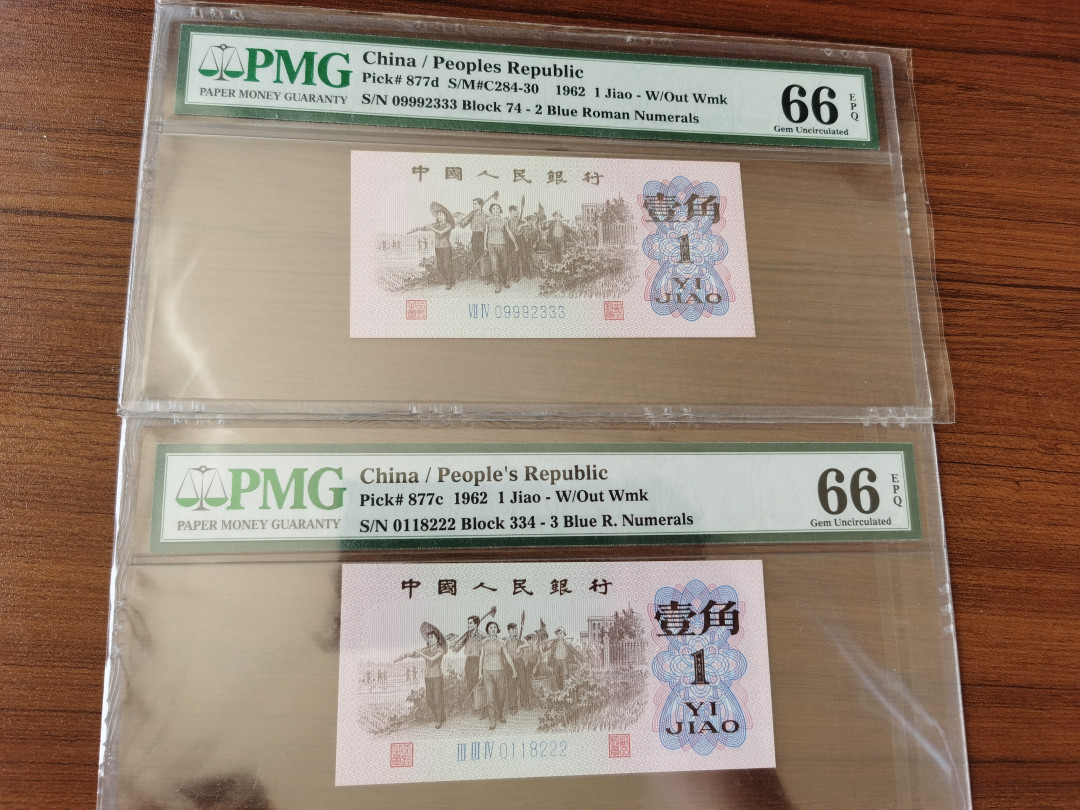 PMG
PAPER MONEY GUARANTY
China / Peoples Republic
Pick# 877d S/M#C284-30 1962 1 Jiao - W/Out Wmk
S/N 09992333 Block 74 - 2 Blue Roman Numerals
66
EPQ
Gem Uncirculated
中國人民銀行
壹角
1
YI
JIAO
VII IV 09992333
PMG
PAPER MONEY GUARANTY
China / People's Republic
Pick# 877c 1962 1 Jiao - W/Out Wmk
S/N 0118222 Block 334 - 3 Blue R. Numerals
66
EPQ
Gem Uncirculated
中國人民銀行
壹角
1
YI
JIAO
III III IV 0118222